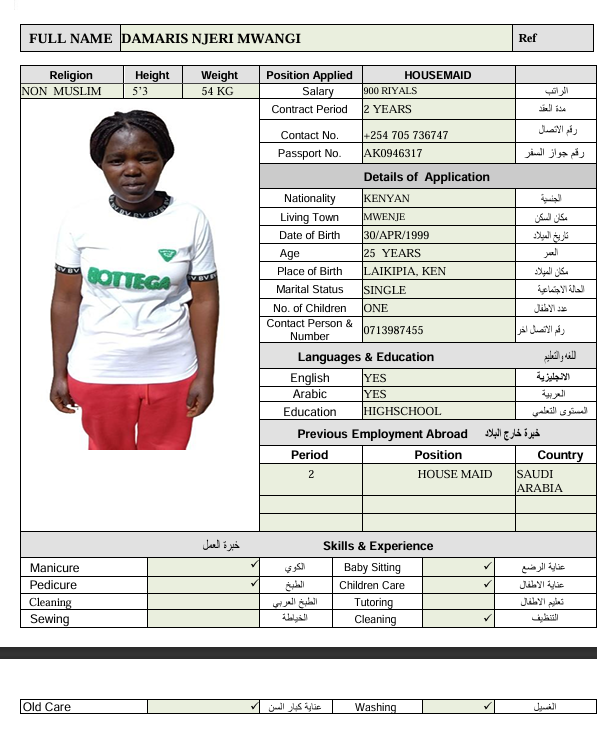 FULL NAME DAMARIS NJERI MWANGI Ref
Religion Height Weight Position Applied HOUSEMAID
NON MUSLIM 5'3 54 KG Salary 900 RIYALS الراتب
Contract Period 2 YEARS مدة العقد
Contact No. +254 705 736747 رقم الاتصال
Passport No. AK0946317 رقم جواز السفر
Details of Application
Nationality KENYAN الجنسية
Living Town MWENJE مكان السكن
Date of Birth 30/APR/1999 تاريخ الميلاد
Age 25 YEARS العمر
Place of Birth LAIKIPIA, KEN مكان الميلاد
Marital Status SINGLE الحالة الاجتماعية
No. of Children ONE عدد الاطفال
Contact Person & Number 0713987455 رقم الاتصال اخر
Languages & Education اللغه والتعليم
English YES الانجليزية
Arabic YES العربية
Education HIGHSCHOOL المستوى التعلمي
Previous Employment Abroad خبرة خارج البلاد
Period Position Country
2 HOUSE MAID SAUDI ARABIA
BV BV BV
BOTTEGA
خبرة العمل Skills & Experience
Manicure ✓ الكوي Baby Sitting ✓ عناية الرضع
Pedicure ✓ الطبخ Children Care ✓ عناية الاطفال
Cleaning الطبخ العربي Tutoring تعليم الاطفال
Sewing الخياطة Cleaning ✓ التنظيف
Old Care ✓ عناية كبار السن Washing ✓ الغسيل